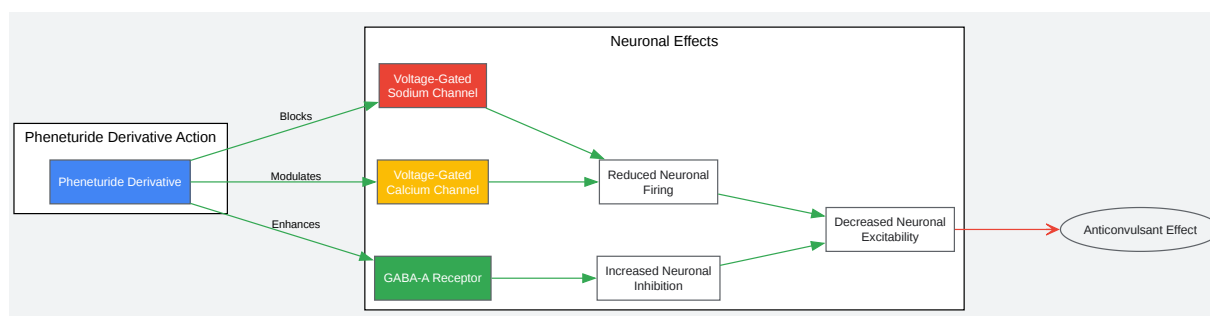 Neuronal Effects
Voltage-Gated
Sodium Channel
Blocks
Pheneturide Derivative Action
Pheneturide Derivative
Modulates
Voltage-Gated
Calcium Channel
Reduced Neuronal
Firing
Enhances
Decreased Neuronal
Excitability
Anticonvulsant Effect
GABA-A Receptor
Increased Neuronal
Inhibition